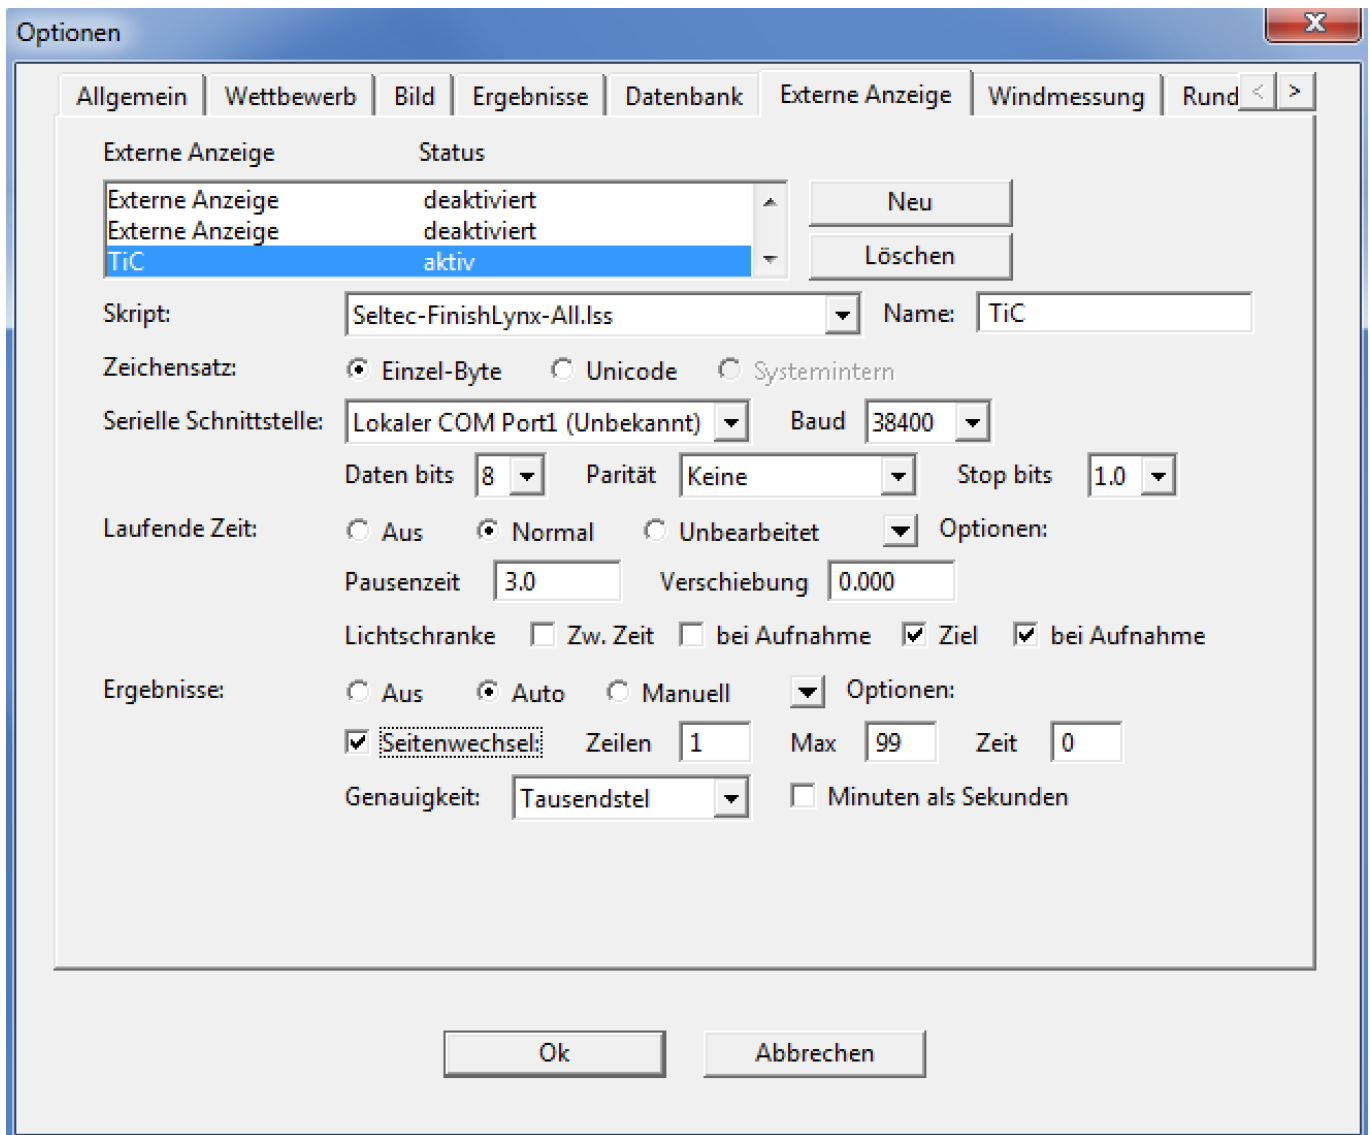 Optionen
Allgemein Wettbewerb Bild Ergebnisse Datenbank Externe Anzeige Windmessung Rund < >
Externe Anzeige Status
Externe Anzeige deaktiviert Neu
Externe Anzeige deaktiviert
TiC aktiv Löschen
Skript: Seltec-FinishLynx-All.lss Name: TiC
Zeichensatz: Einzel-Byte Unicode Systemintern
Serielle Schnittstelle: Lokaler COM Port1 (Unbekannt) Baud 38400
Daten bits 8 Parität Keine Stop bits 1.0
Laufende Zeit: Aus Normal Unbearbeitet Optionen:
Pausenzeit 3.0 Verschiebung 0.000
Lichtschranke Zw. Zeit bei Aufnahme Ziel bei Aufnahme
Ergebnisse: Aus Auto Manuell Optionen:
Seitenwechsel: Zeilen 1 Max 99 Zeit 0
Genauigkeit: Tausendstel Minuten als Sekunden
Ok Abbrechen